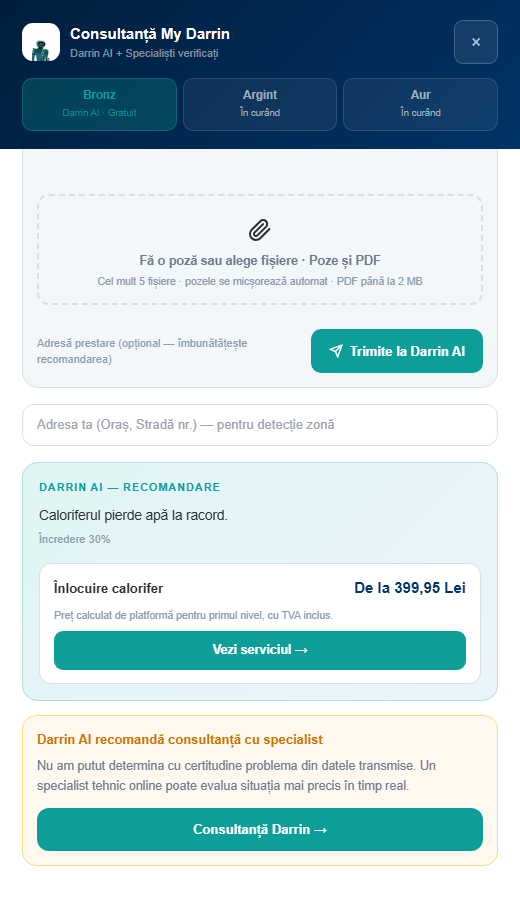 Consultanță My Darrin
Darrin AI + Specialiști verificați
×
Bronz
Darrin AI · Gratuit
Argint
În curând
Aur
În curând
Fă o poză sau alege fișiere · Poze și PDF
Cel mult 5 fișiere · pozele se micșorează automat · PDF până la 2 MB
Adresă prestare (opțional — îmbunătățește
recomandarea)
Trimite la Darrin AI
Adresa ta (Oraș, Stradă nr.) — pentru detecție zonă
DARRIN AI — RECOMANDARE
Caloriferul pierde apă la racord.
Încredere 30%
Înlocuire calorifer
De la 399,95 Lei
Preț calculat de platformă pentru primul nivel, cu TVA inclus.
Vezi serviciul →
Darrin AI recomandă consultanță cu specialist
Nu am putut determina cu certitudine problema din datele transmise. Un
specialist tehnic online poate evalua situația mai precis în timp real.
Consultanță Darrin →